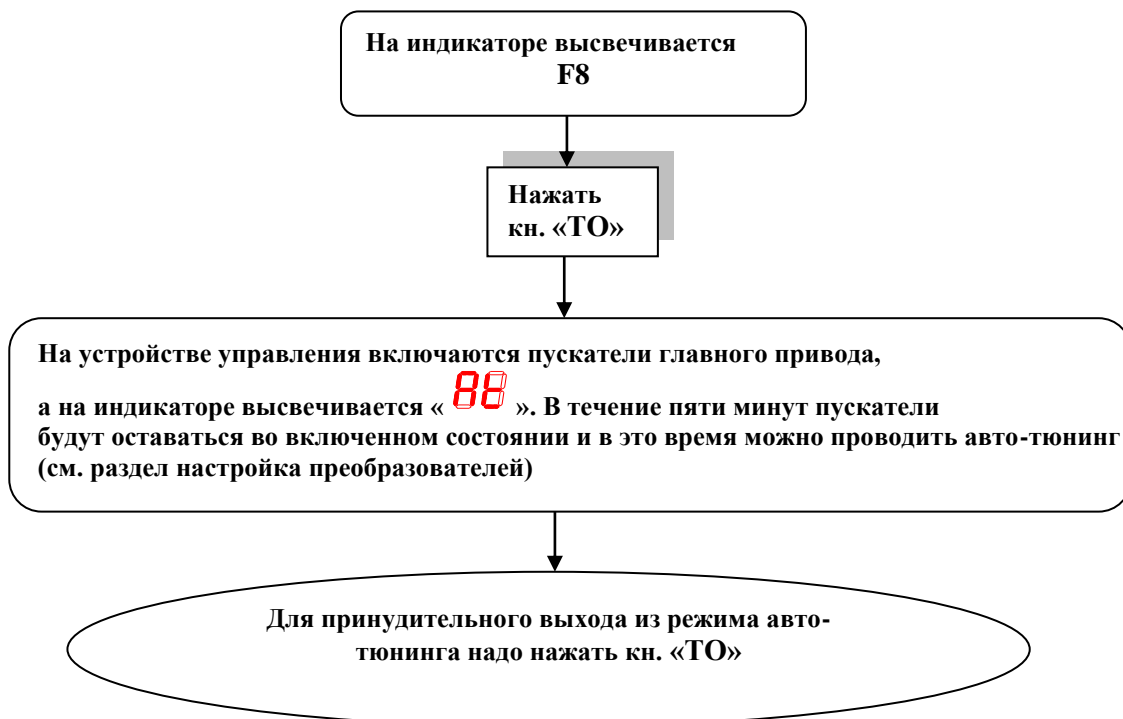 На индикаторе высвечивается
F8
Нажать
кн. «ТО»
На устройстве управления включаются пускатели главного привода,
а на индикаторе высвечивается « At ». В течение пяти минут пускатели
будут оставаться во включенном состоянии и в это время можно проводить авто-тюнинг
(см. раздел настройка преобразователей)
Для принудительного выхода из режима авто-
тюнинга надо нажать кн. «ТО»